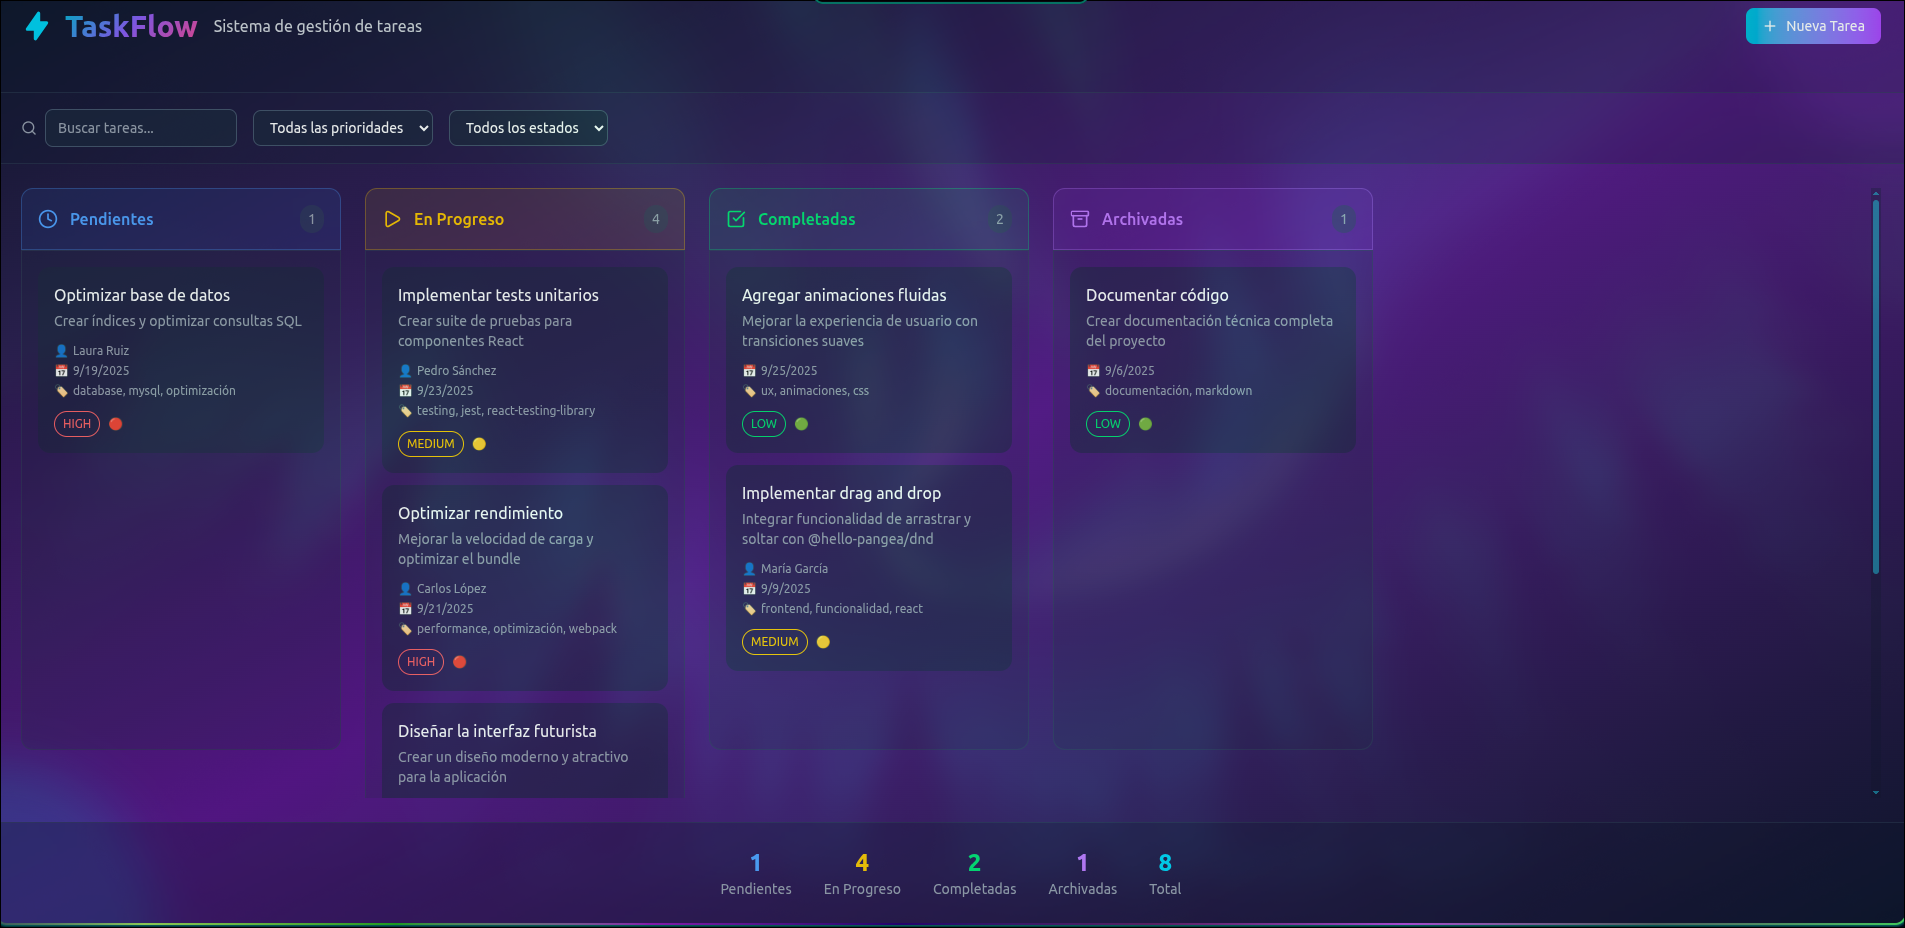 TaskFlow Sistema de gestión de tareas
+ Nueva Tarea
Buscar tareas...
Todas las prioridades
Todos los estados
Pendientes 1
Optimizar base de datos
Crear índices y optimizar consultas SQL
Laura Ruiz
9/19/2025
database, mysql, optimización
HIGH
En Progreso 4
Implementar tests unitarios
Crear suite de pruebas para
componentes React
Pedro Sánchez
9/23/2025
testing, jest, react-testing-library
MEDIUM
Optimizar rendimiento
Mejorar la velocidad de carga y
optimizar el bundle
Carlos López
9/21/2025
performance, optimización, webpack
HIGH
Diseñar la interfaz futurista
Crear un diseño moderno y atractivo
para la aplicación
Completadas 2
Agregar animaciones fluidas
Mejorar la experiencia de usuario con
transiciones suaves
9/25/2025
ux, animaciones, css
LOW
Implementar drag and drop
Integrar funcionalidad de arrastrar y
soltar con @hello-pangea/dnd
María García
9/9/2025
frontend, funcionalidad, react
MEDIUM
Archivadas 1
Documentar código
Crear documentación técnica completa
del proyecto
9/6/2025
documentación, markdown
LOW
1 4 2 1 8
Pendientes En Progreso Completadas Archivadas Total